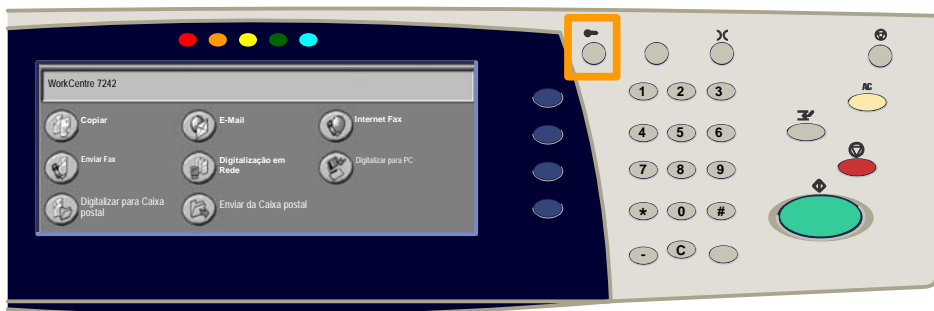 WorkCentre 7242
Copiar
E-Mail
Internet Fax
Enviar Fax
Digitalização em
Rede
Digitalizar para PC
Digitalizar para Caixa
postal
Enviar da Caixa postal
1 2 3
4 5 6
7 8 9
* 0 #
- C
AC